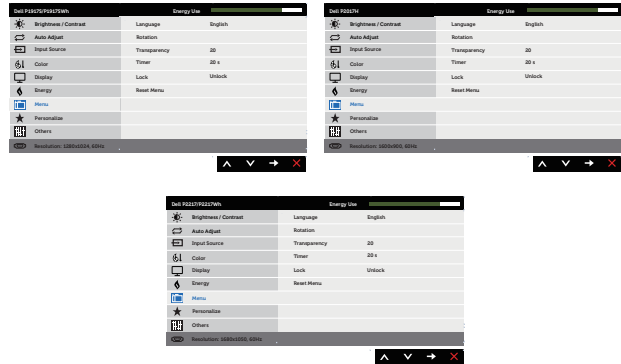 Dell P1917S/P1917SWh Energy Use
Brightness / Contrast Language English
Auto Adjust Rotation
Input Source Transparency 20
Color Timer 20 s
Display Lock Unlock
Energy Reset Menu
Menu
Personalize
Others
Resolution: 1280x1024, 60Hz
Dell P2017H Energy Use
Brightness / Contrast Language English
Auto Adjust Rotation
Input Source Transparency 20
Color Timer 20 s
Display Lock Unlock
Energy Reset Menu
Menu
Personalize
Others
Resolution: 1600x900, 60Hz
Dell P2217/P2217Wh Energy Use
Brightness / Contrast Language English
Auto Adjust Rotation
Input Source Transparency 20
Color Timer 20 s
Display Lock Unlock
Energy Reset Menu
Menu
Personalize
Others
Resolution: 1680x1050, 60Hz